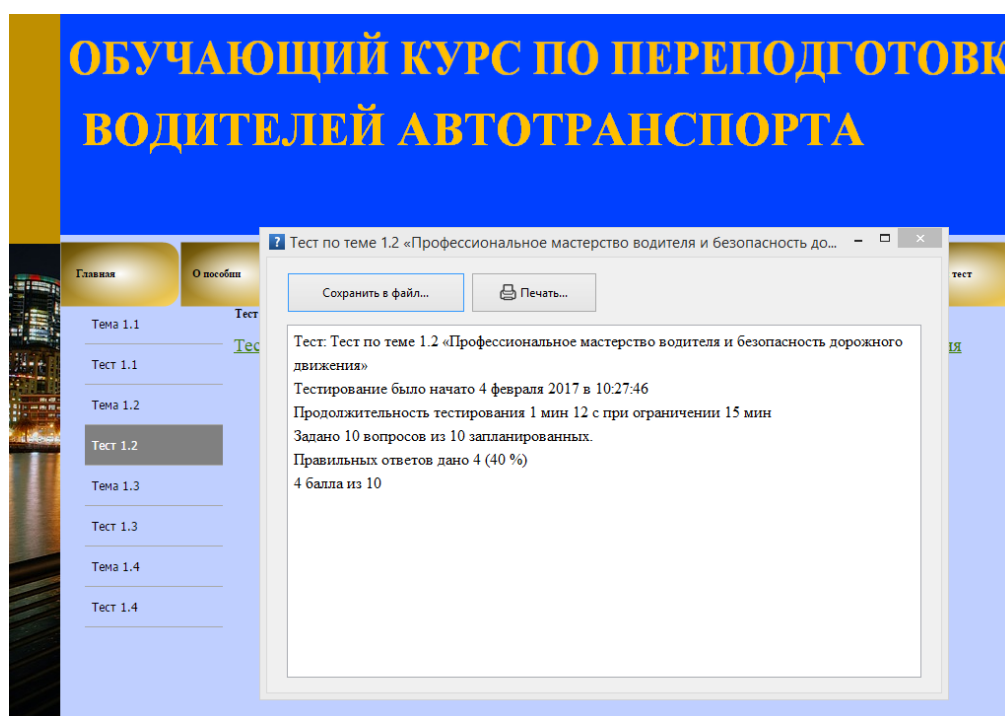 ОБУЧАЮЩИЙ КУРС ПО ПЕРЕПОДГОТОВК
ВОДИТЕЛЕЙ АВТОТРАНСПОРТА
Тест по теме 1.2 «Профессиональное мастерство водителя и безопасность до...
Главная
О пособии
тест
Сохранить в файл...
Печать...
Тема 1.1
Тест 1.1
Тема 1.2
Тест 1.2
Тема 1.3
Тест 1.3
Тема 1.4
Тест 1.4
Тест
Тес
ия
Тест: Тест по теме 1.2 «Профессиональное мастерство водителя и безопасность дорожного
движения»
Тестирование было начато 4 февраля 2017 в 10:27:46
Продолжительность тестирования 1 мин 12 с при ограничении 15 мин
Задано 10 вопросов из 10 запланированных.
Правильных ответов дано 4 (40 %)
4 балла из 10